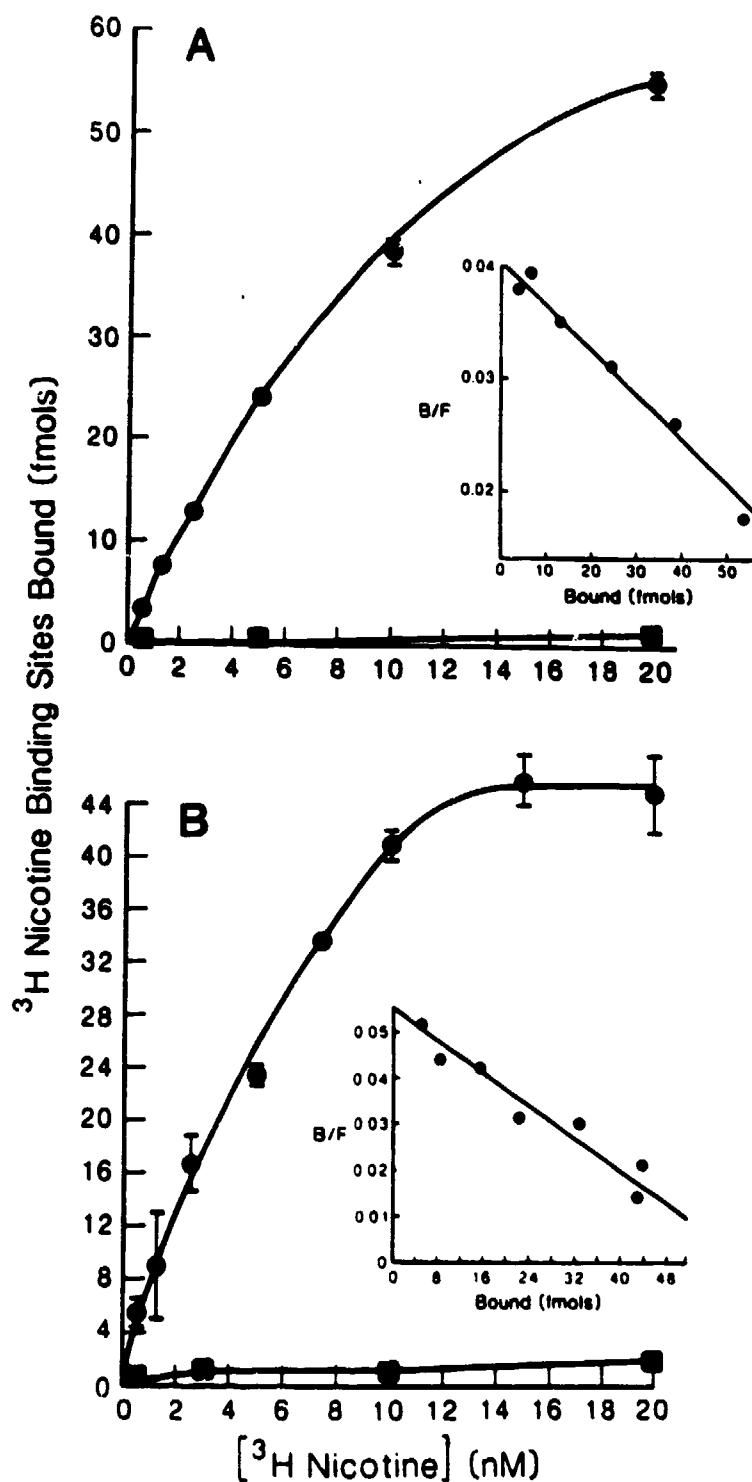 A
60
50
40
30
20
10
0
0 2 4 6 8 10 12 14 16 18 20
B/F
0.04
0.03
0.02
0 10 20 30 40 50
Bound (fmols)
³H Nicotine Binding Sites Bound (fmols)
B
44
40
36
32
28
24
20
16
12
8
4
0
0 2 4 6 8 10 12 14 16 18 20
B/F
0.05
0.04
0.03
0.02
0.01
0
0 8 16 24 32 40 48
Bound (fmols)
[³H Nicotine] (nM)